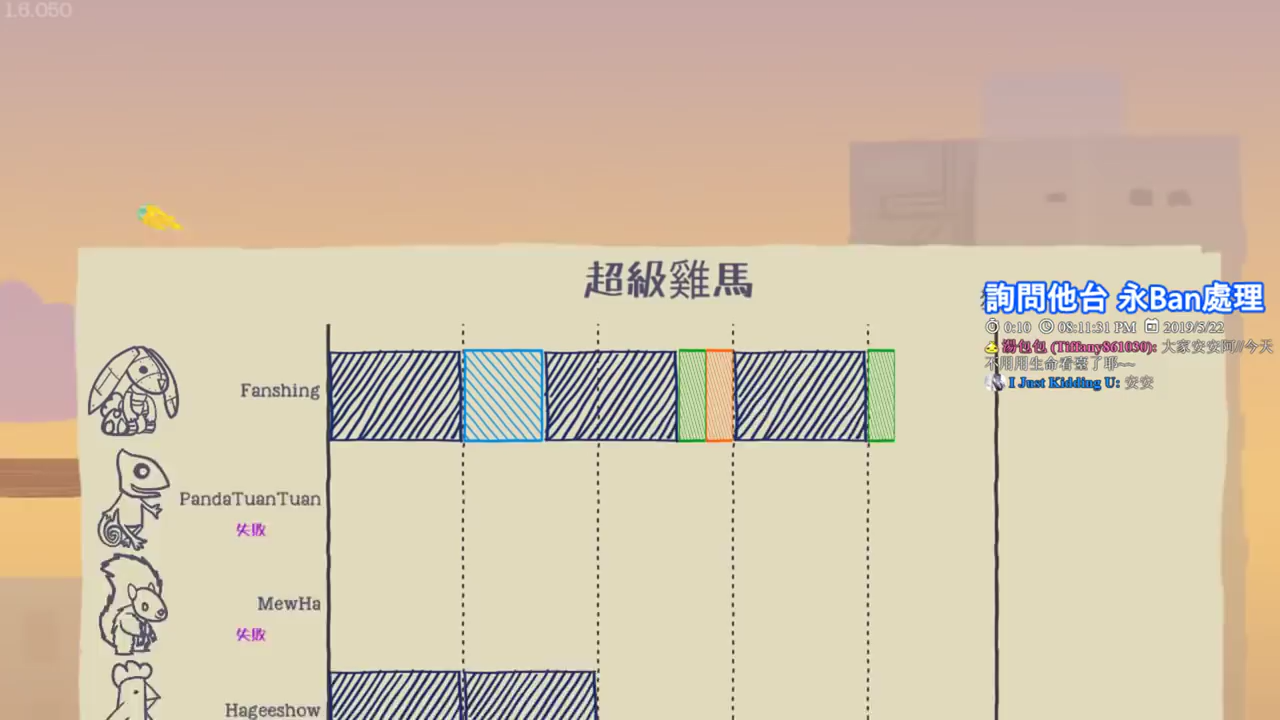 1.6.050
超級雞馬
詢問他台 永Ban處理
0:10 08:11:31 PM 2019/5/22
湯包包 (Tiffany861030): 大家安安阿//今天
不用用生命看臺了耶~~
I Just Kidding U: 安安
Fanshing
PandaTuanTuan
失敗
MewHa
失敗
Hageeshow